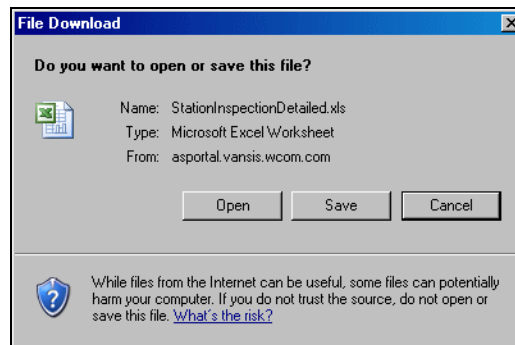 File Download
Do you want to open or save this file?
Name: StationInspectionDetailed.xls
Type: Microsoft Excel Worksheet
From: asportal.vansis.wcom.com
Open Save Cancel
While files from the Internet can be useful, some files can potentially
harm your computer. If you do not trust the source, do not open or
save this file. What's the risk?